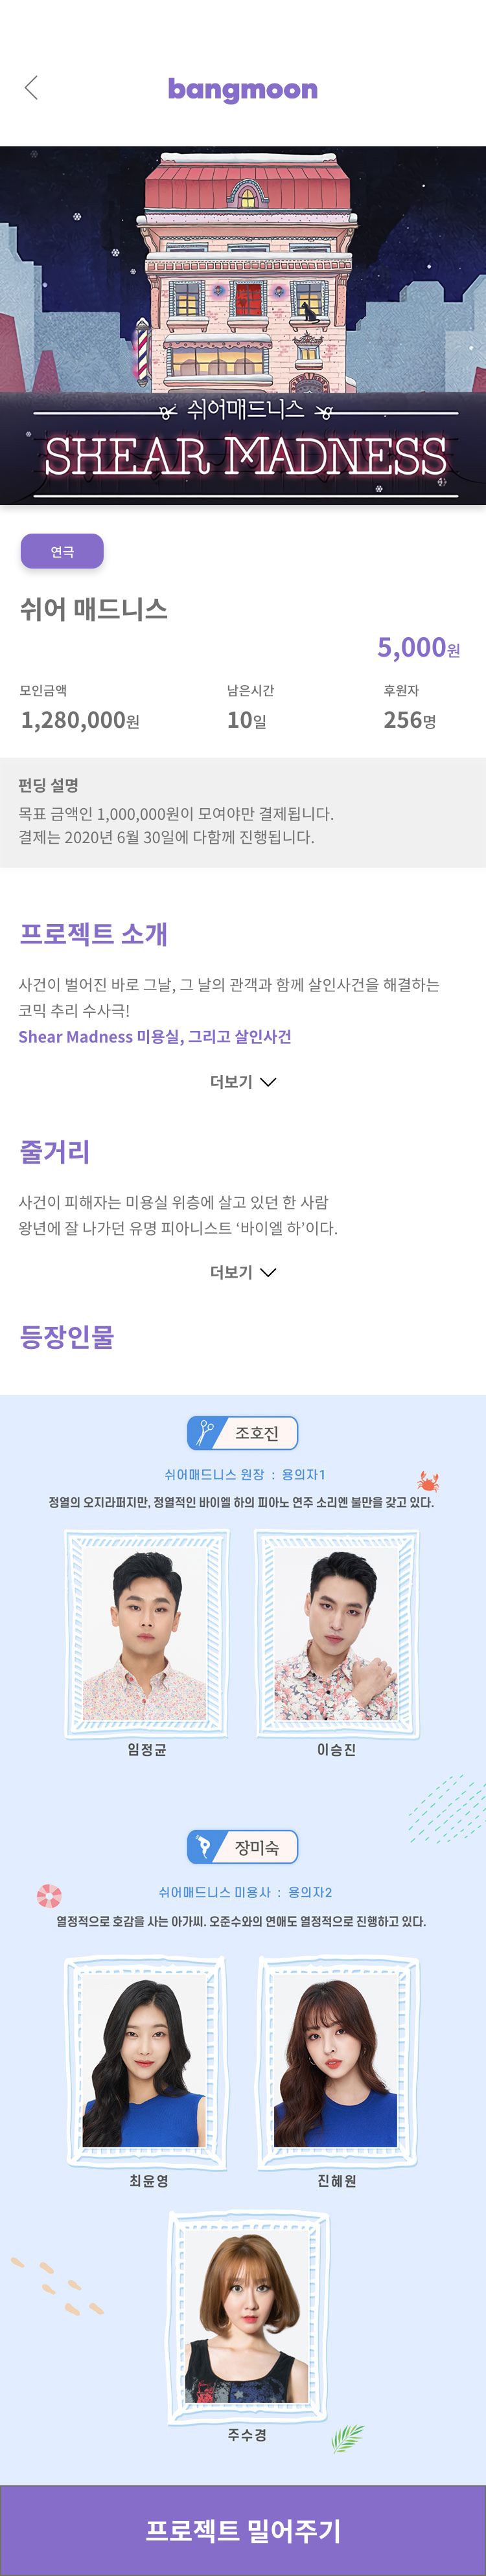 bangmoon
쉬어매드니스
SHEAR MADNESS
연극
쉬어 매드니스
5,000원
모인금액 남은시간 후원자
1,280,000원 10일 256명
펀딩 설명
목표 금액인 1,000,000원이 모여야만 결제됩니다.
결제는 2020년 6월 30일에 다함께 진행됩니다.
프로젝트 소개
사건이 벌어진 바로 그날, 그 날의 관객과 함께 살인사건을 해결하는
코믹 추리 수사극!
Shear Madness 미용실, 그리고 살인사건
더보기
줄거리
사건이 피해자는 미용실 위층에 살고 있던 한 사람
왕년에 잘 나가던 유명 피아니스트 ‘바이엘 하’이다.
더보기
등장인물
조호진
쉬어매드니스 원장 : 용의자1
정열의 오지라퍼지만, 정열적인 바이엘 하의 피아노 연주 소리엔 불만을 갖고 있다.
임정균 이승진
장미숙
쉬어매드니스 미용사 : 용의자2
열정적으로 호감을 사는 아가씨. 오준수와의 연애도 열정적으로 진행하고 있다.
최윤영 진혜원
주수경
프로젝트 밀어주기